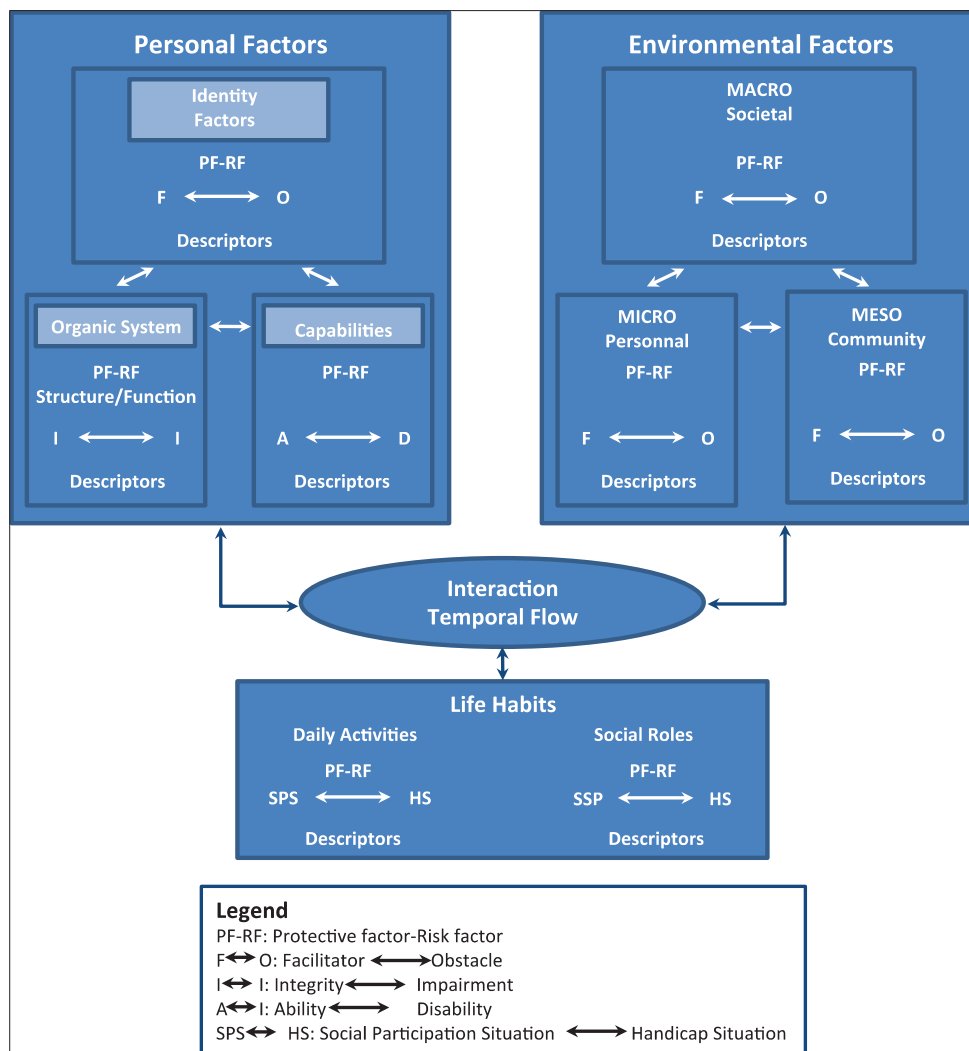 Personal Factors
Identity
Factors
PF-RF
F O
Descriptors
Organic System
PF-RF
Structure/Function
I I
Descriptors
Capabilities
PF-RF
A D
Descriptors
Environmental Factors
MACRO
Societal
PF-RF
F O
Descriptors
MICRO
Personnal
PF-RF
F O
Descriptors
MESO
Community
PF-RF
F O
Descriptors
Interaction
Temporal Flow
Life Habits
Daily Activities
PF-RF
SPS HS
Descriptors
Social Roles
PF-RF
SSP HS
Descriptors
Legend
PF-RF: Protective factor-Risk factor
F O: Facilitator Obstacle
I I: Integrity Impairment
A I: Ability Disability
SPS HS: Social Participation Situation Handicap Situation